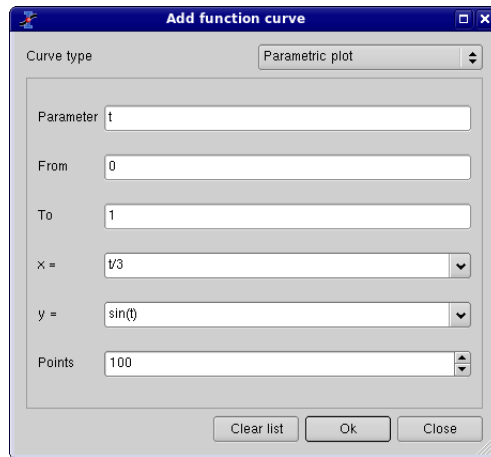 Add function curve
Curve type Parametric plot
Parameter t
From 0
To 1
x = t/3
y = sin(t)
Points 100
Clear list Ok Close